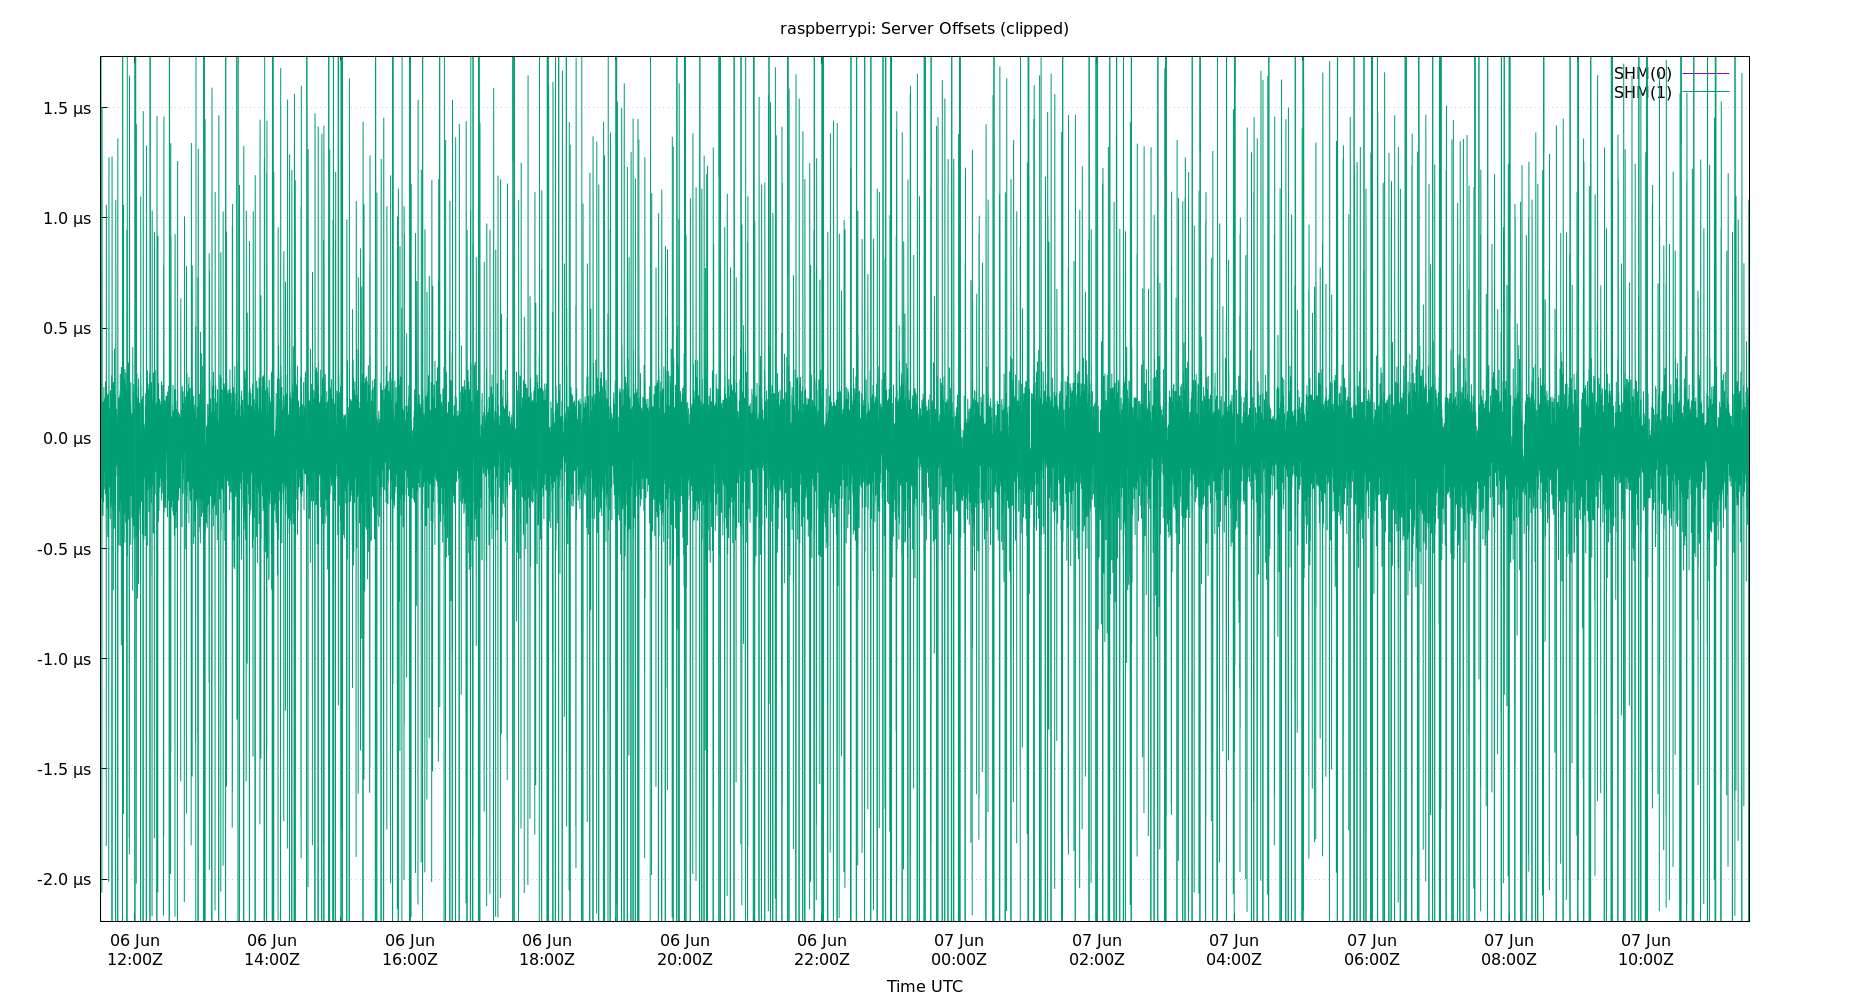 raspberrypi: Server Offsets (clipped)
SHM(0)
SHM(1)
1.5 μs
1.0 μs
0.5 μs
0.0 μs
-0.5 μs
-1.0 μs
-1.5 μs
-2.0 μs
06 Jun 06 Jun 06 Jun 06 Jun 06 Jun 06 Jun 07 Jun 07 Jun 07 Jun 07 Jun 07 Jun 07 Jun
12:00Z 14:00Z 16:00Z 18:00Z 20:00Z 22:00Z 00:00Z 02:00Z 04:00Z 06:00Z 08:00Z 10:00Z
Time UTC